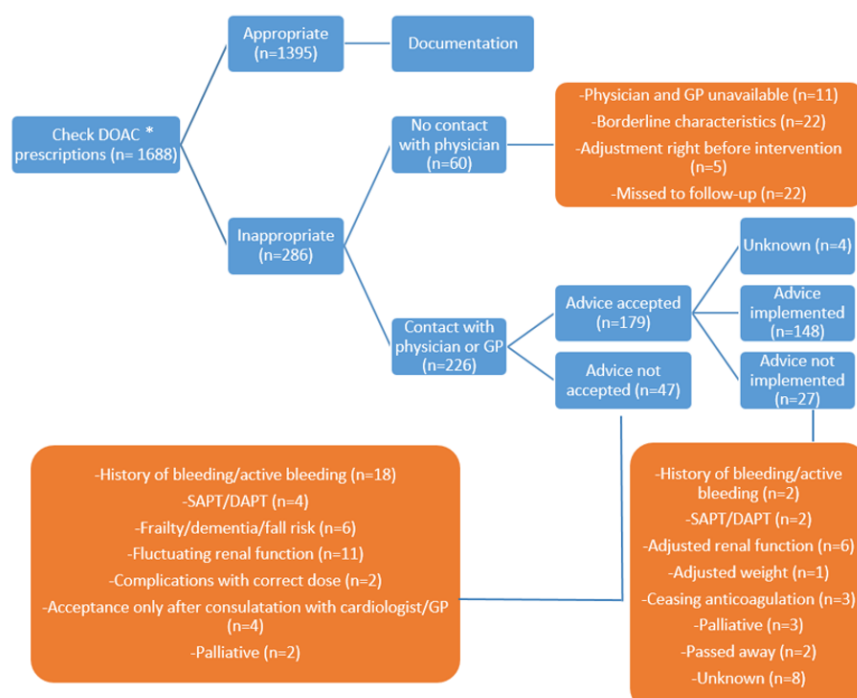 Appropriate
(n=1395)
Documentation
Check DOAC *
prescriptions (n= 1688)
Inappropriate
(n=286)
No contact
with physician
(n=60)
-Physician and GP unavailable (n=11)
-Borderline characteristics (n=22)
-Adjustment right before intervention
(n=5)
-Missed to follow-up (n=22)
Contact with
physician or GP
(n=226)
Advice accepted
(n=179)
Advice not
accepted (n=47)
Unknown (n=4)
Advice
implemented
(n=148)
Advice not
implemented
(n=27)
-History of bleeding/active bleeding (n=18)
-SAPT/DAPT (n=4)
-Frailty/dementia/fall risk (n=6)
-Fluctuating renal function (n=11)
-Complications with correct dose (n=2)
-Acceptance only after consulatation with cardiologist/GP
(n=4)
-Palliative (n=2)
-History of bleeding/active
bleeding (n=2)
-SAPT/DAPT (n=2)
-Adjusted renal function (n=6)
-Adjusted weight (n=1)
-Ceasing anticoagulation (n=3)
-Palliative (n=3)
-Passed away (n=2)
-Unknown (n=8)